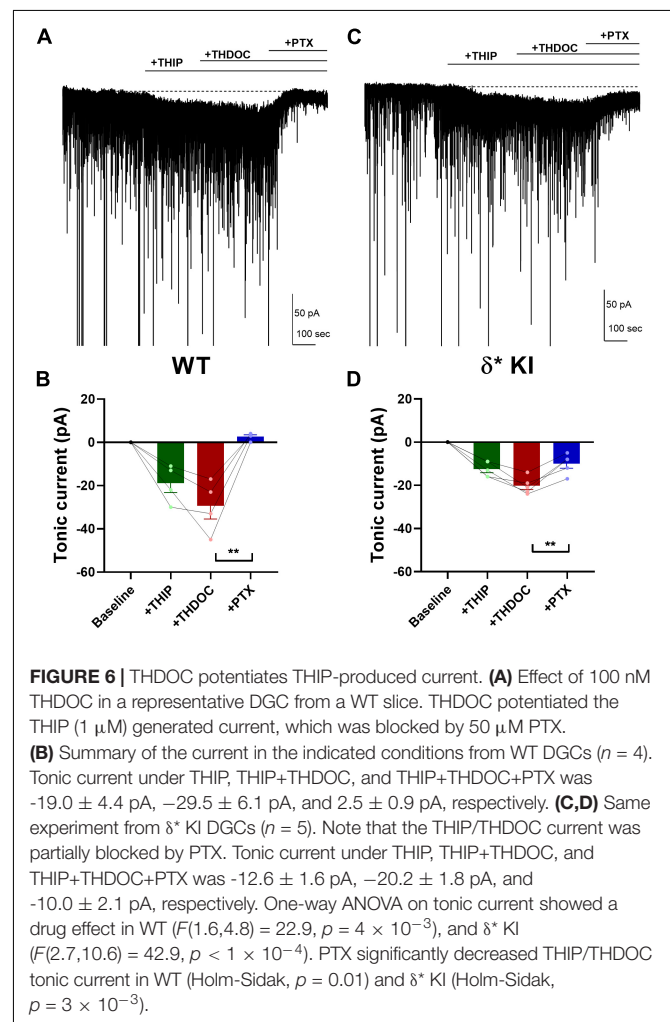 A
C
+PTX
+THDOC
+THIP
+PTX
+THDOC
+THIP
50 pA
100 sec
50 pA
100 sec
WT
δ* KI
B
D
Tonic current (pA)
20
0
-20
-40
-60
**
Baseline
+THIP
+THDOC
+PTX
Tonic current (pA)
20
0
-20
-40
-60
**
Baseline
+THIP
+THDOC
+PTX
FIGURE 6 | THDOC potentiates THIP-produced current. (A) Effect of 100 nM
THDOC in a representative DGC from a WT slice. THDOC potentiated the
THIP (1 μM) generated current, which was blocked by 50 μM PTX.
(B) Summary of the current in the indicated conditions from WT DGCs (n = 4).
Tonic current under THIP, THIP+THDOC, and THIP+THDOC+PTX was
-19.0 ± 4.4 pA, −29.5 ± 6.1 pA, and 2.5 ± 0.9 pA, respectively. (C,D) Same
experiment from δ* KI DGCs (n = 5). Note that the THIP/THDOC current was
partially blocked by PTX. Tonic current under THIP, THIP+THDOC, and
THIP+THDOC+PTX was -12.6 ± 1.6 pA, −20.2 ± 1.8 pA, and
-10.0 ± 2.1 pA, respectively. One-way ANOVA on tonic current showed a
drug effect in WT (F(1.6,4.8) = 22.9, p = 4 × 10−3), and δ* KI
(F(2.7,10.6) = 42.9, p < 1 × 10−4). PTX significantly decreased THIP/THDOC
tonic current in WT (Holm-Sidak, p = 0.01) and δ* KI (Holm-Sidak,
p = 3 × 10−3).